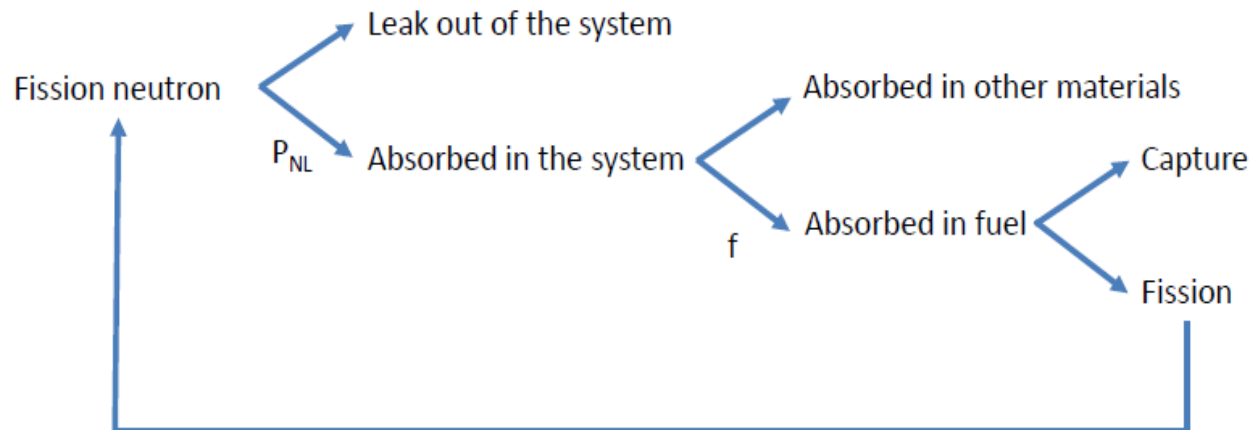 Leak out of the system
Fission neutron
Absorbed in other materials
P_NL
Absorbed in the system
Capture
f
Absorbed in fuel
Fission